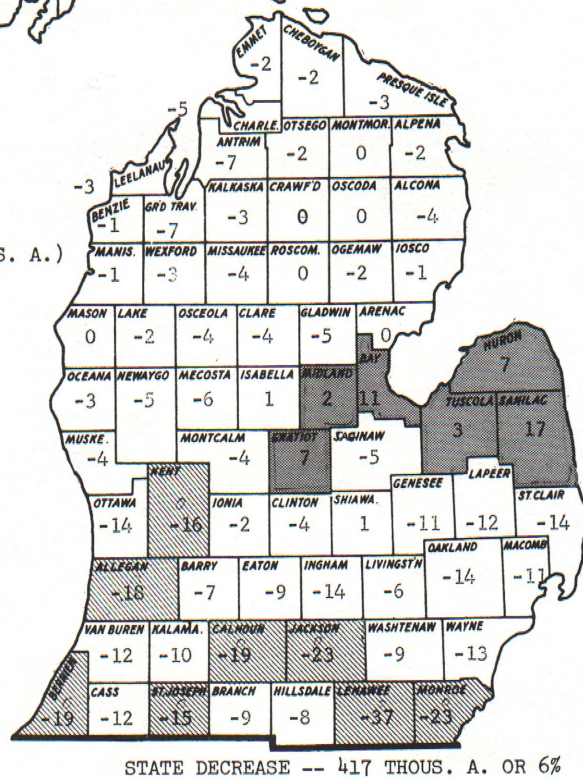 EMMET
-2
CHEBOYGAN
-2
PRESQUE ISLE
-3
-5
CHARLE.
OTSEGO
-2
MONTMOR.
0
ALPENA
-2
ANTRIM
-7
-3
LEELANAU
BENZIE
-1
GR'D TRAV.
-7
KALKASKA
-3
CRAWF'D
0
OSCODA
0
ALCONA
-4
S. A.)
MANIS.
-1
WEXFORD
-3
MISSAUKEE
-4
ROSCOM.
0
OGEMAW
-2
IOSCO
-1
MASON
0
LAKE
-2
OSCEOLA
-4
CLARE
-4
GLADWIN
-5
ARENAC
0
HURON
7
OCEANA
-3
NEWAYGO
-5
MECOSTA
-6
ISABELLA
1
MIDLAND
2
BAY
11
TUSCOLA
3
SANILAC
17
MUSKE.
-4
MONTCALM
-4
GRATIOT
7
SAGINAW
-5
KENT
-16
OTTAWA
-14
IONIA
-2
CLINTON
-4
SHIAWA.
1
GENESEE
-11
LAPEER
-12
ST. CLAIR
-14
ALLEGAN
-18
BARRY
-7
EATON
-9
INGHAM
-14
LIVINGST'N
-6
OAKLAND
-14
MACOMB
-11
VAN BUREN
-12
KALAMA.
-10
CALHOUN
-19
JACKSON
-23
WASHTENAW
-9
WAYNE
-13
BERRIEN
-19
CASS
-12
ST. JOSEPH
-15
BRANCH
-9
HILLSDALE
-8
LENAWEE
-37
MONROE
-23
STATE DECREASE -- 417 THOUS. A. OR 6%